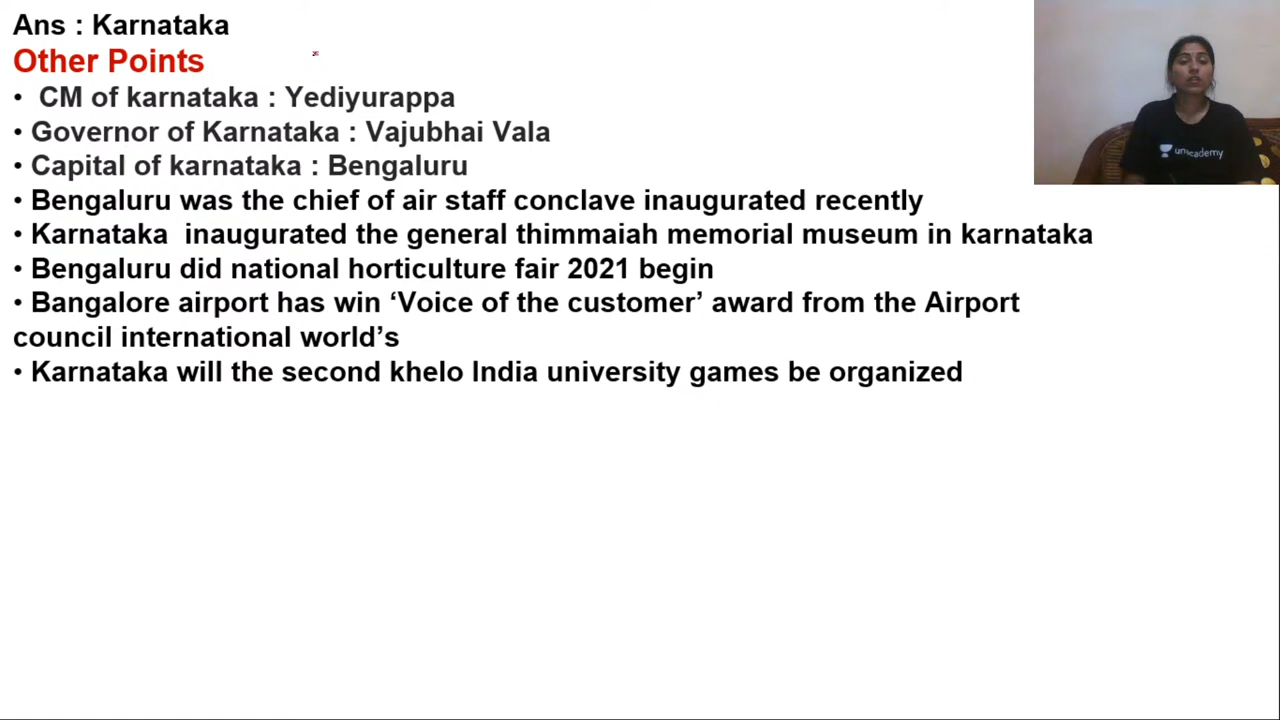 Ans : Karnataka
Other Points
• CM of karnataka : Yediyurappa
• Governor of Karnataka : Vajubhai Vala
• Capital of karnataka : Bengaluru
• Bengaluru was the chief of air staff conclave inaugurated recently
• Karnataka  inaugurated the general thimmaiah memorial museum in karnataka
• Bengaluru did national horticulture fair 2021 begin
• Bangalore airport has win ‘Voice of the customer’ award from the Airport
council international world’s
• Karnataka will the second khelo India university games be organized
unacademy